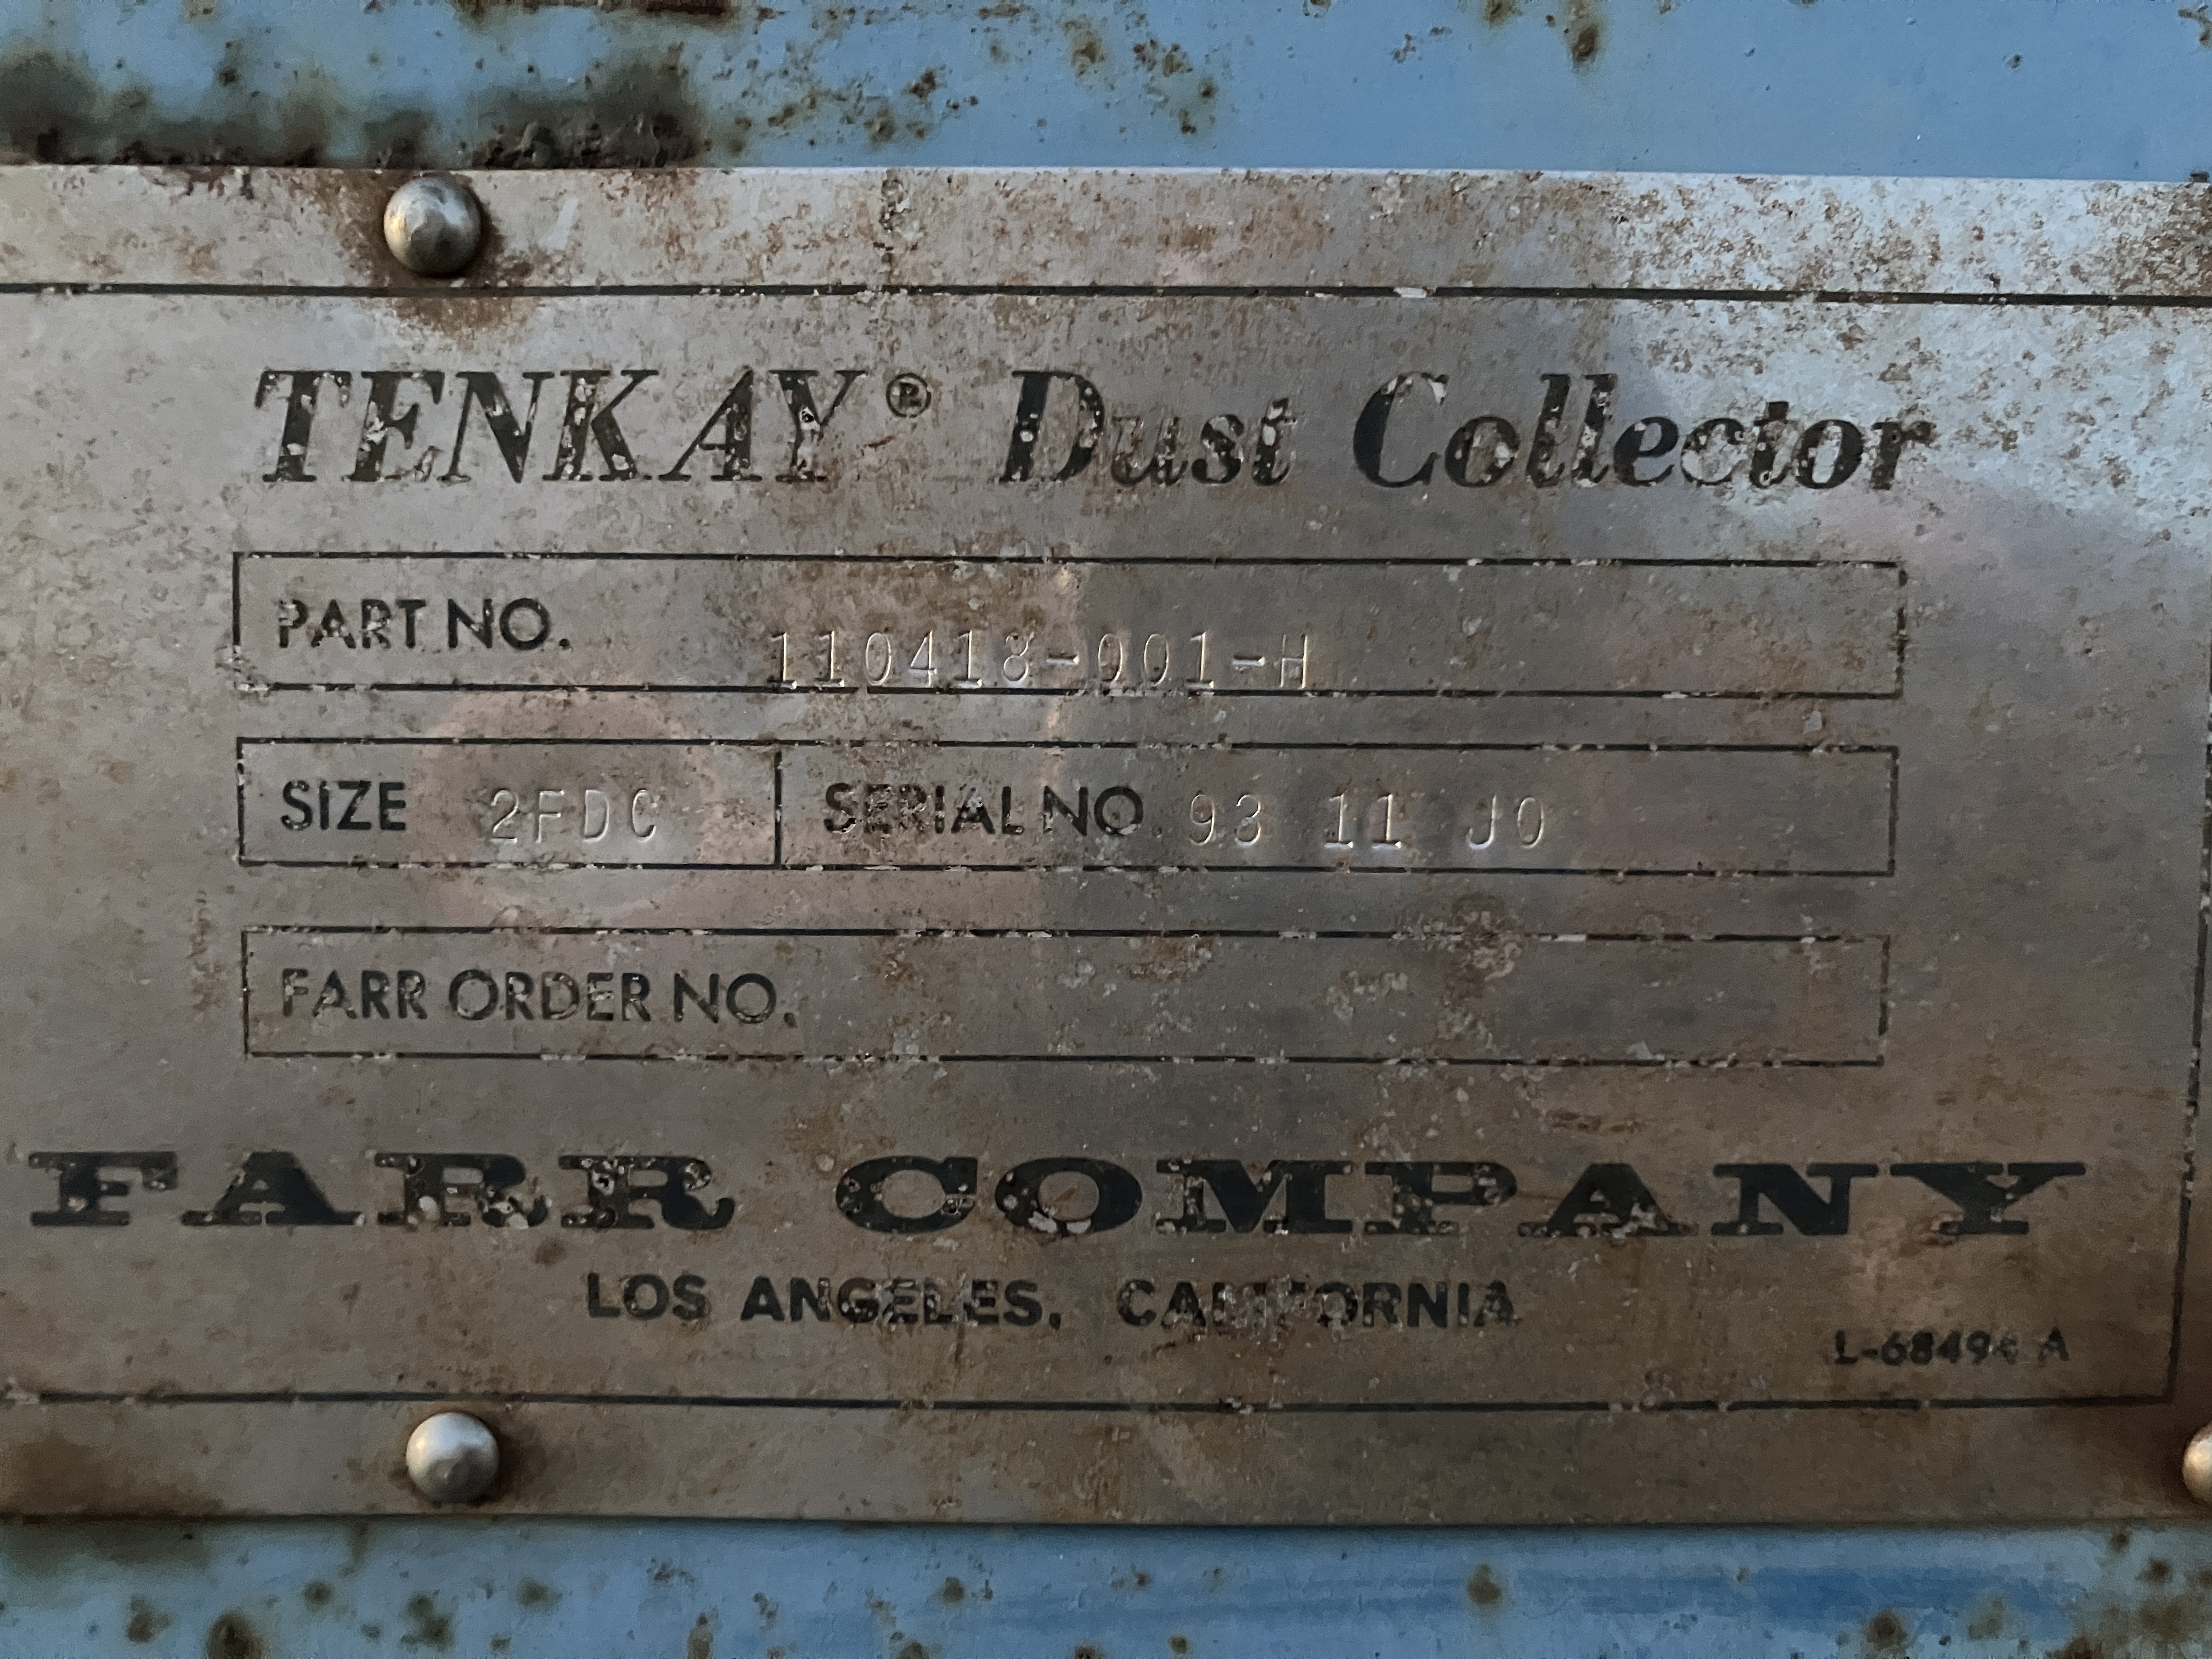 TENKAY® Dust Collector
PART NO. 110418-001-H
SIZE 2FDC SERIAL NO. 93 11 J0
FARR ORDER NO.
FARR COMPANY
LOS ANGELES, CALIFORNIA